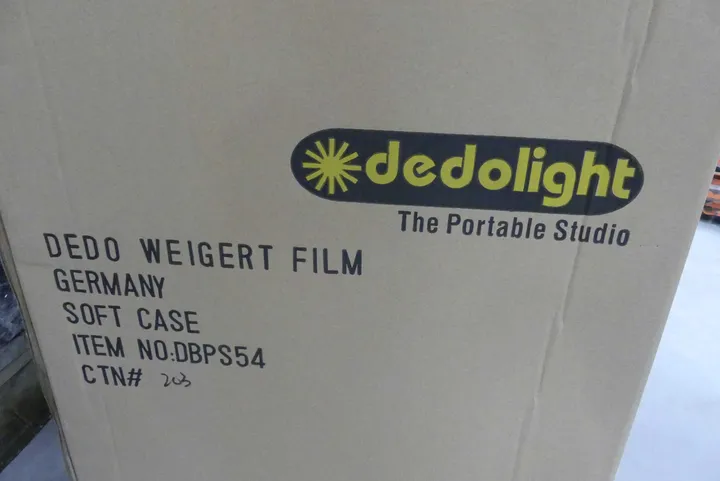 dedolight
The Portable Studio
DEDO WEIGERT FILM
GERMANY
SOFT CASE
ITEM NO:DBPS54
CTN# 203